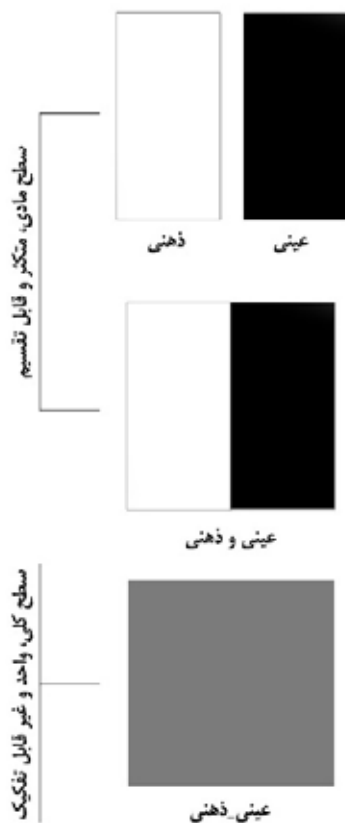 عینی
ذهنی
سطح مادی، متکثر و قابل تقسیم
عینی و ذهنی
سطح کلی، واحد و غیر قابل تفکیک
عینی_ذهنی